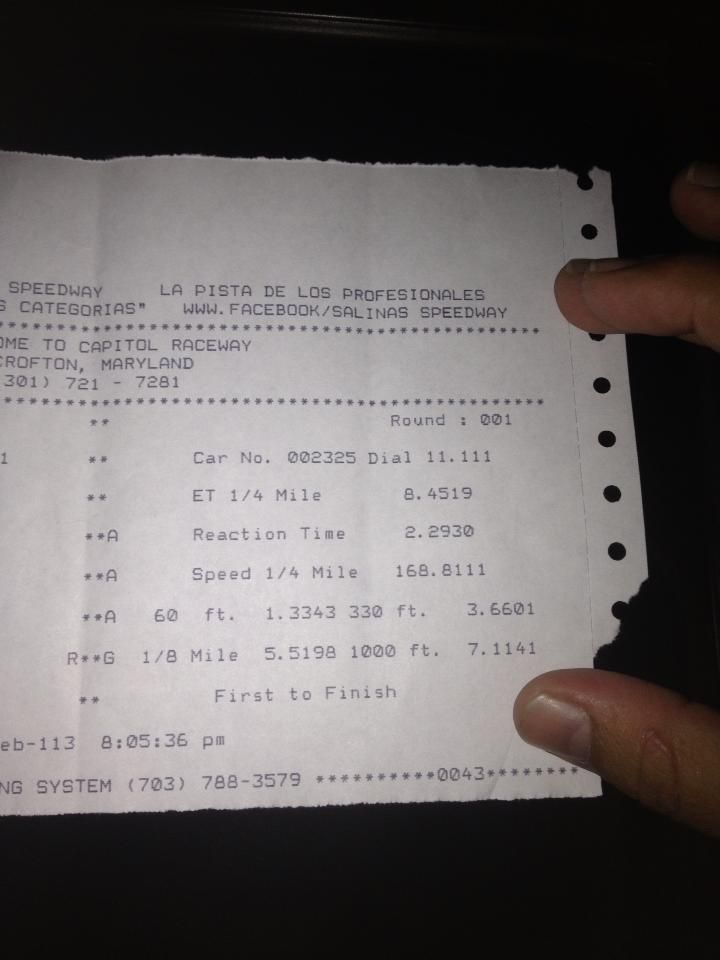 SPEEDWAY LA PISTA DE LOS PROFESIONALES
S CATEGORIAS" WWW.FACEBOOK/SALINAS SPEEDWAY
*******************************************************
OME TO CAPITOL RACEWAY
CROFTON, MARYLAND
301) 721 - 7281
*******************************************************
** Round : 001
1 ** Car No. 002325 Dial 11.111
** ET 1/4 Mile 8.4519
**A Reaction Time 2.2930
**A Speed 1/4 Mile 168.8111
**A 60 ft. 1.3343 330 ft. 3.6601
R**G 1/8 Mile 5.5198 1000 ft. 7.1141
** First to Finish
eb-113 8:05:36 pm
NG SYSTEM (703) 788-3579 **********0043********